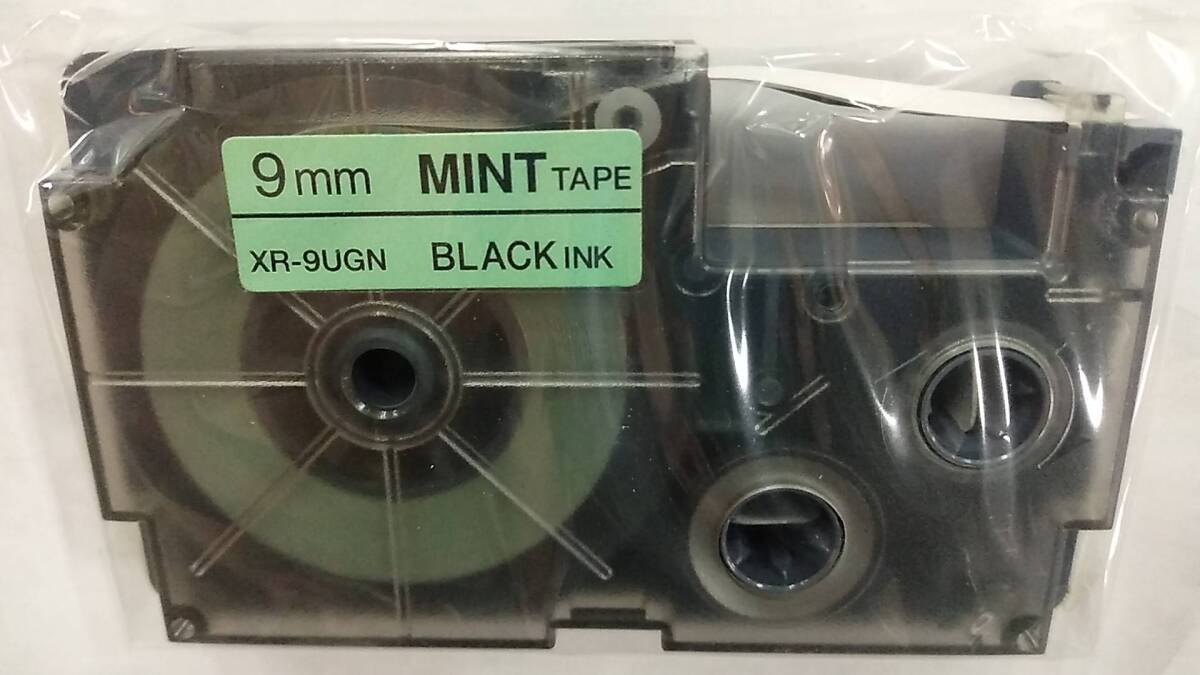 9mm MINT TAPE
XR-9UGN BLACK INK